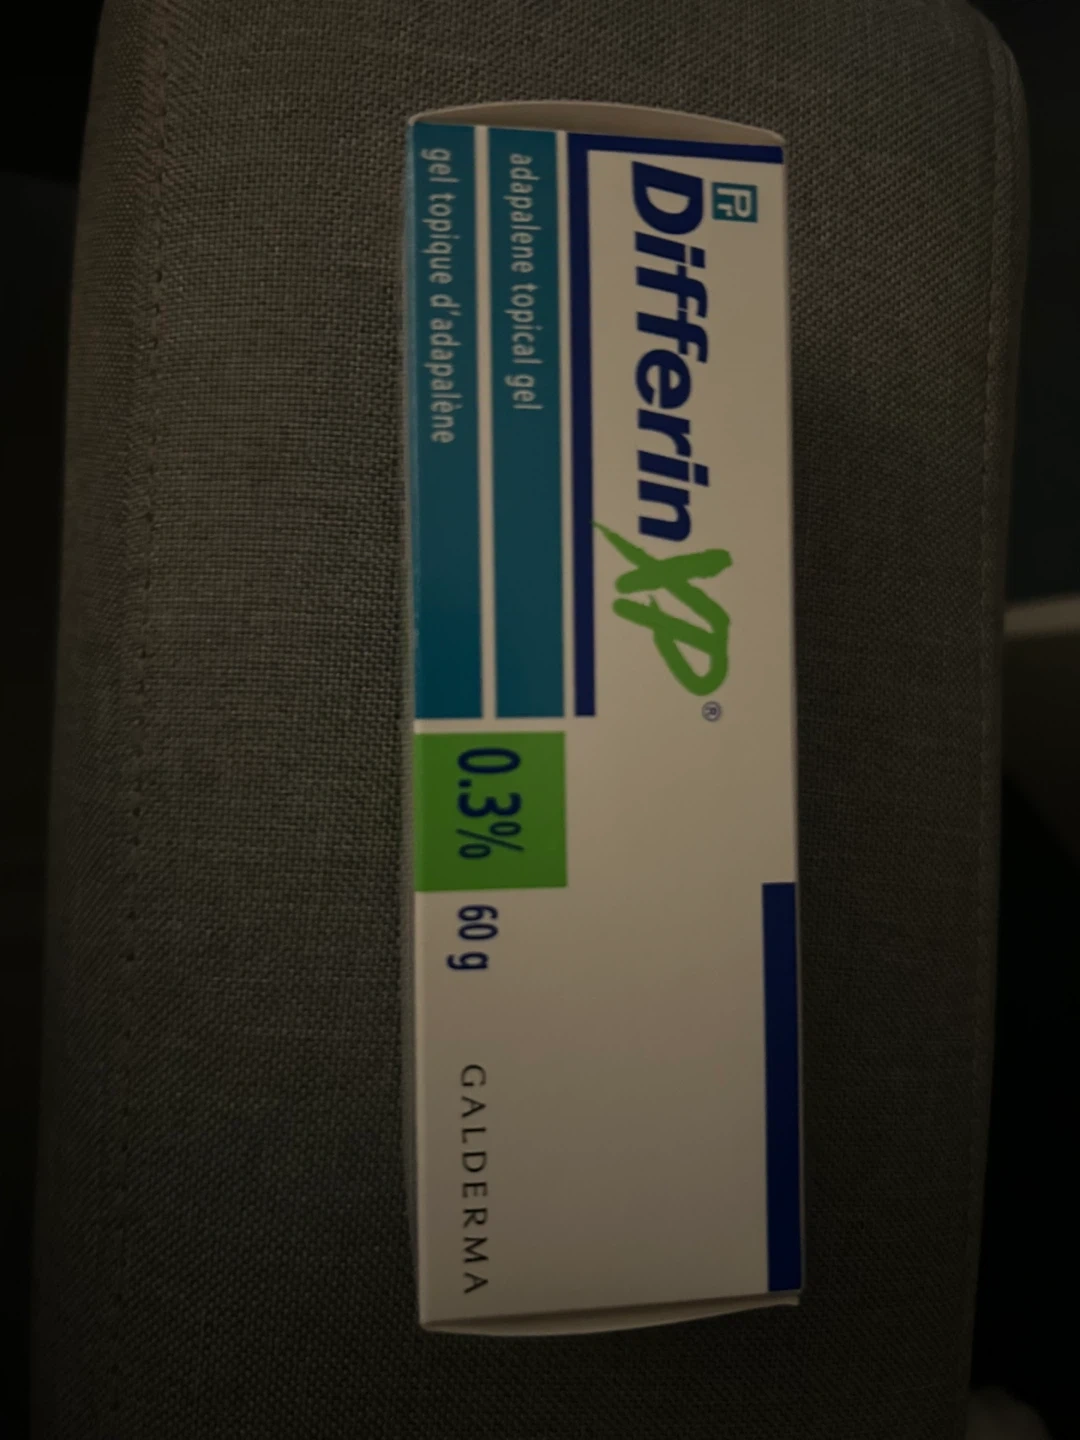 Pr
DifferinXP®
adapalene topical gel
gel topique d'adapalène
0.3% 60 g
GALDERMA